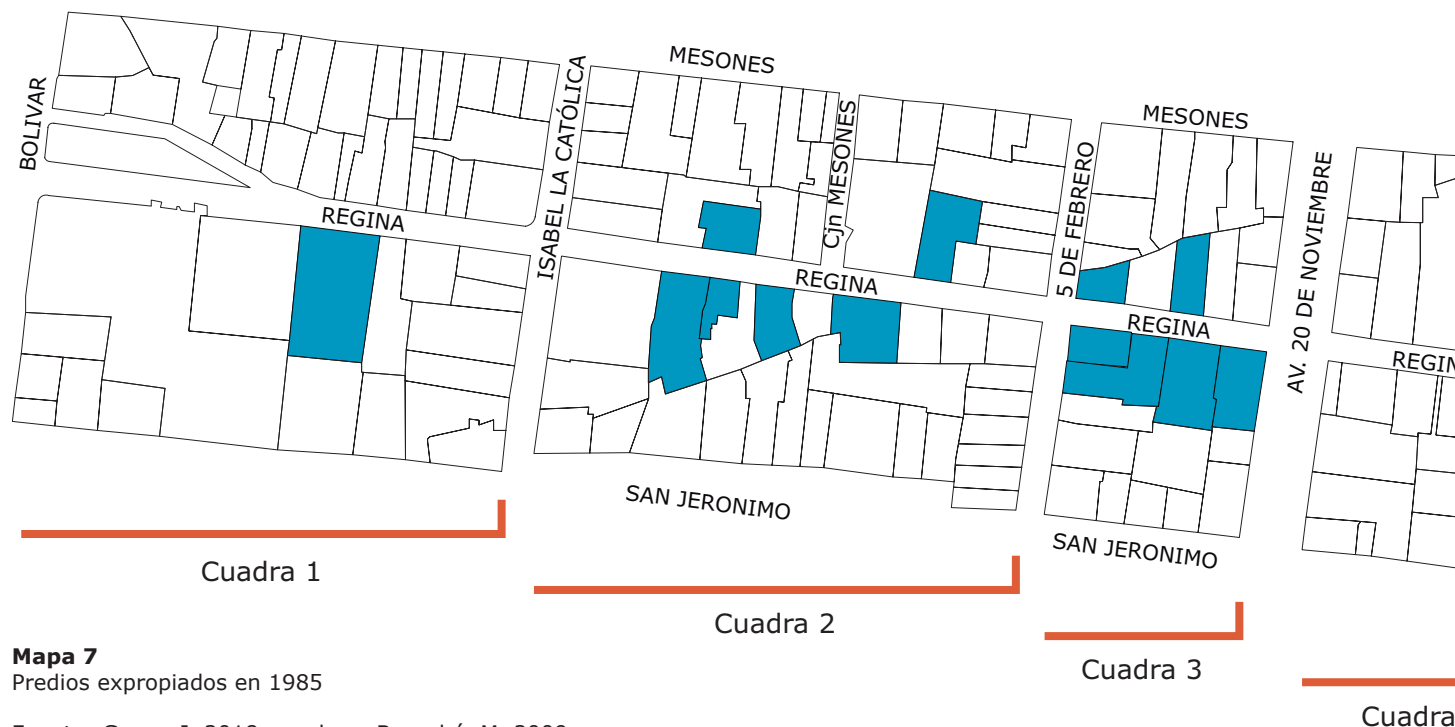 MESONES
MESONES
BOLIVAR
ISABEL LA CATÓLICA
Cjn MESONES
5 DE FEBRERO
AV. 20 DE NOVIEMBRE
REGINA
REGINA
REGINA
REGIN
SAN JERONIMO
SAN JERONIMO
Cuadra 1
Cuadra 2
Cuadra 3
Cuadra
Mapa 7
Predios expropiados en 1985